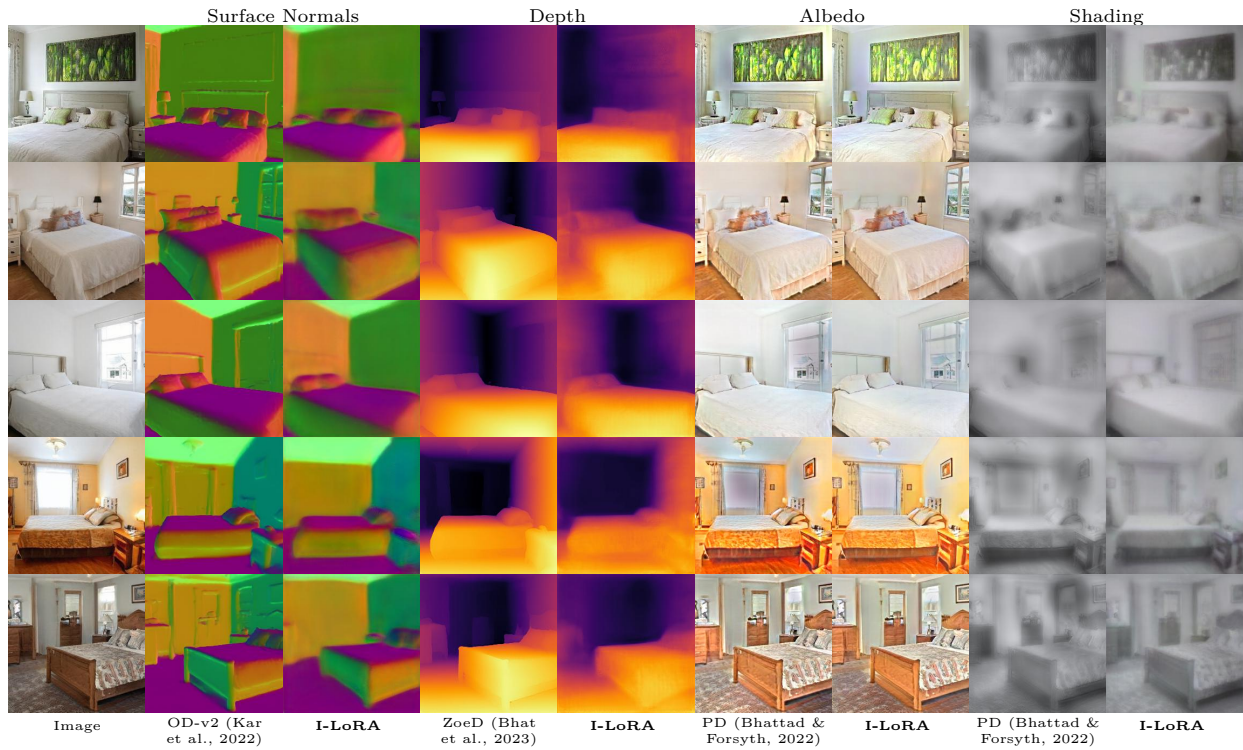 Surface Normals Depth Albedo Shading
Image OD-v2 (Kar et al., 2022) I-LoRA ZoeD (Bhat et al., 2023) I-LoRA PD (Bhattad & Forsyth, 2022) I-LoRA PD (Bhattad & Forsyth, 2022) I-LoRA